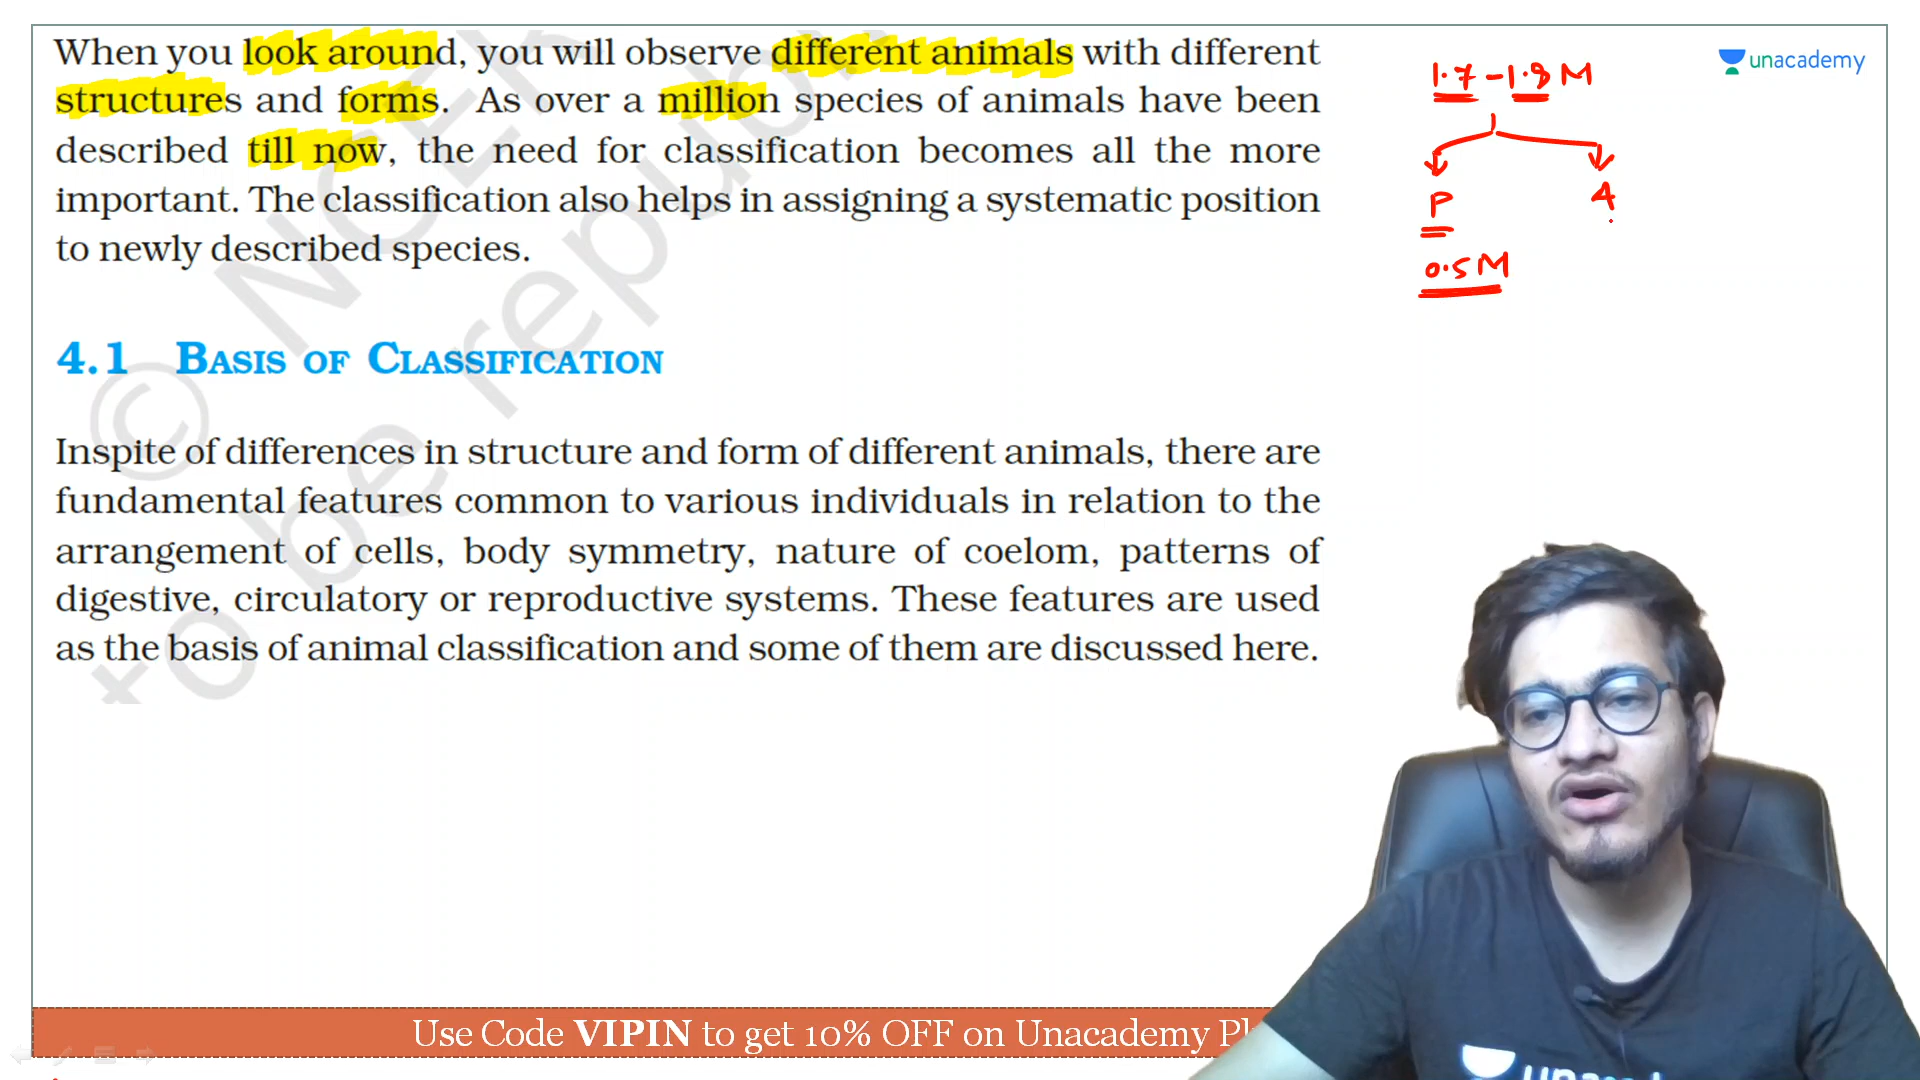 When you look around, you will observe different animals with different
structures and forms. As over a million species of animals have been
described till now, the need for classification becomes all the more
important. The classification also helps in assigning a systematic position
to newly described species.
1.7 - 1.8 M
P A
0.5 M
unacademy
4.1 BASIS OF CLASSIFICATION
Inspite of differences in structure and form of different animals, there are
fundamental features common to various individuals in relation to the
arrangement of cells, body symmetry, nature of coelom, patterns of
digestive, circulatory or reproductive systems. These features are used
as the basis of animal classification and some of them are discussed here.
© NCER
to be repu
Use Code VIPIN to get 10% OFF on Unacademy Pl